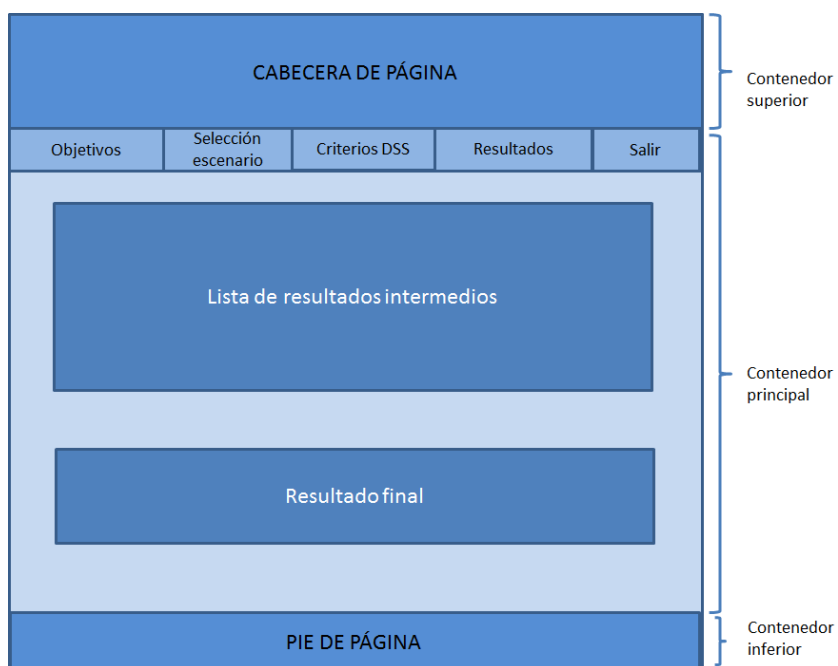 CABECERA DE PÁGINA
Contenedor
superior
Objetivos
Selección
escenario
Criterios DSS
Resultados
Salir
Lista de resultados intermedios
Contenedor
principal
Resultado final
PIE DE PÁGINA
Contenedor
inferior